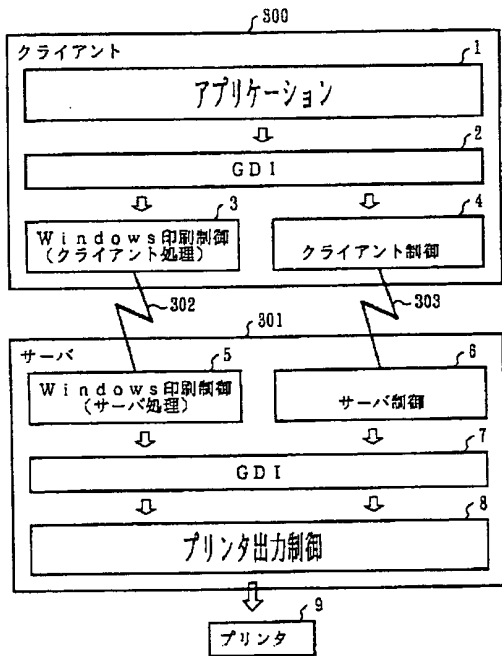 300
クライアント
1
アプリケーション
2
GDI
3
Windows印刷制御
(クライアント処理)
4
クライアント制御
302
303
301
サーバ
5
Windows印刷制御
(サーバ処理)
6
サーバ制御
7
GDI
8
プリンタ出力制御
9
プリンタ